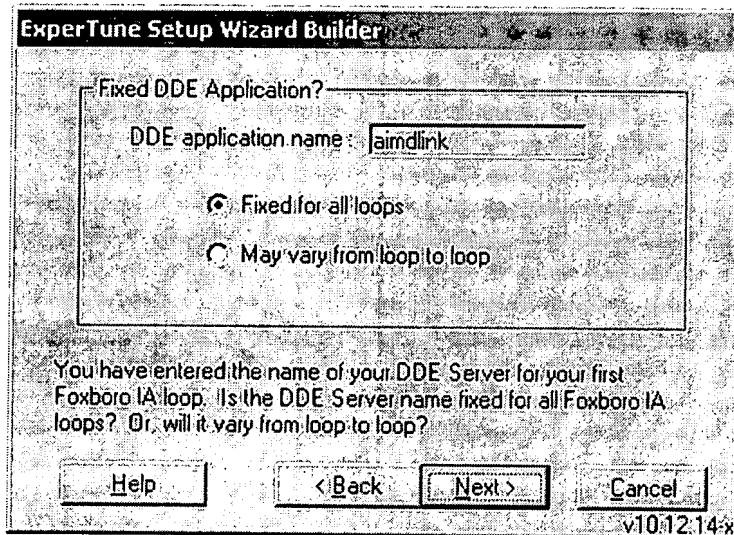 ExperTune Setup Wizard Builder
Fixed DDE Application?
DDE application name: aimdlink
Fixed for all loops
May vary from loop to loop
You have entered the name of your DDE Server for your first
Foxboro IA loop. Is the DDE Server name fixed for all Foxboro IA
loops? Or, will it vary from loop to loop?
Help < Back Next > Cancel
v10.12.14-x